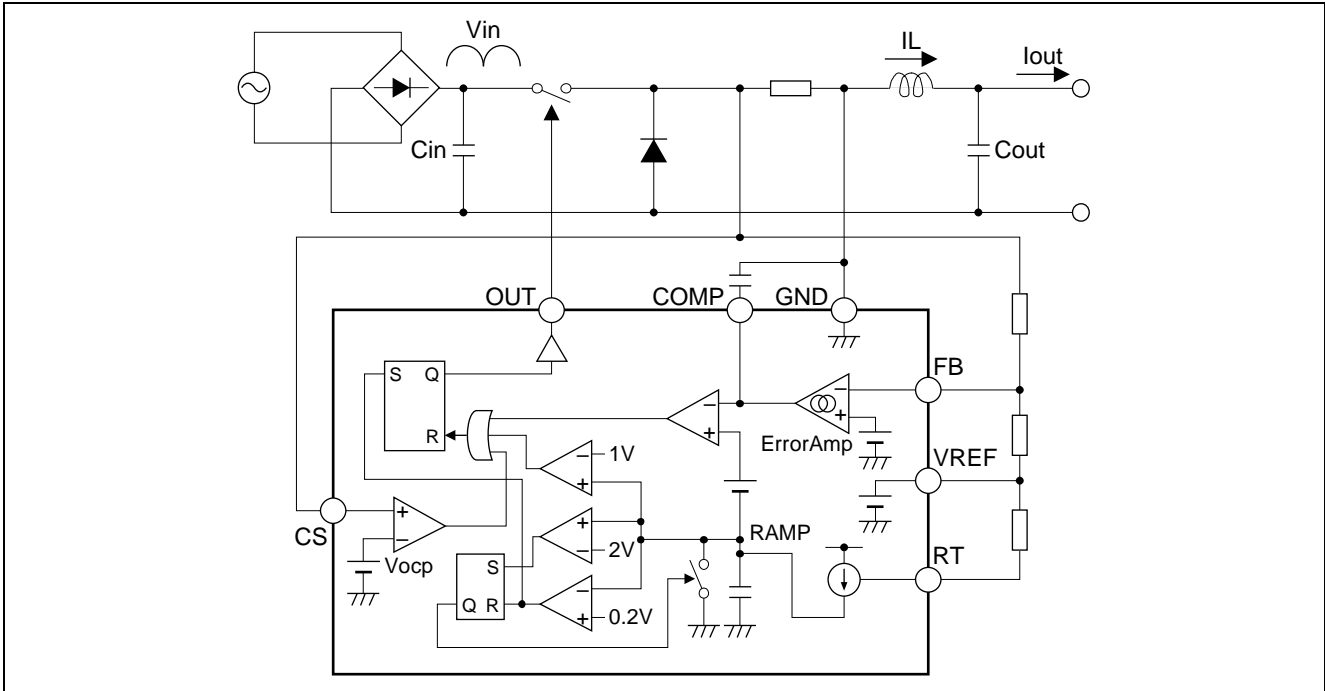 Vin
IL
Iout
Cin
Cout
OUT
COMP
GND
FB
S Q
R
ErrorAmp
1V
VREF
CS
Vocp
2V
RAMP
RT
S
Q R
0.2V